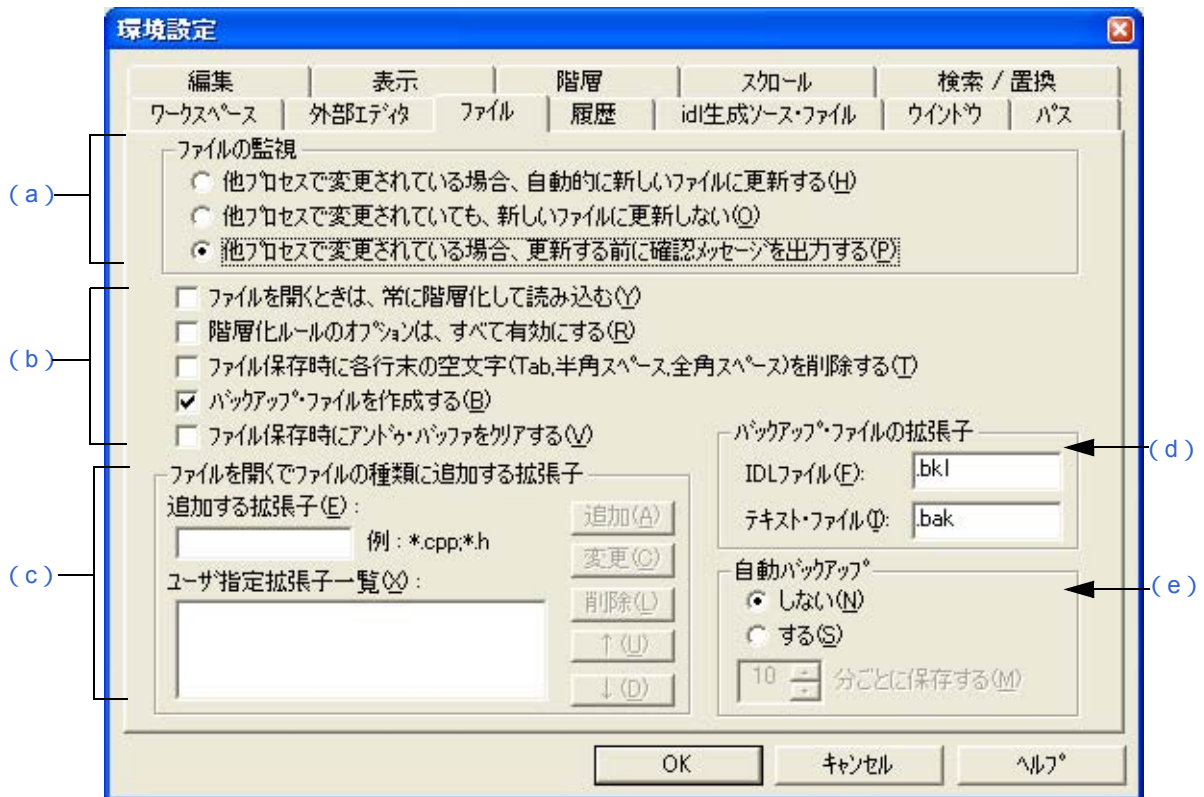 環境設定
編集 表示 階層 スクロール 検索 / 置換
ワークスペース 外部エディタ ファイル 履歴 idl生成ソース・ファイル ウインドウ パス
(a)
ファイルの監視
他プロセスで変更されている場合、自動的に新しいファイルに更新する(H)
他プロセスで変更されていても、新しいファイルに更新しない(O)
他プロセスで変更されている場合、更新する前に確認メッセージを出力する(P)
(b)
ファイルを開くときは、常に階層化して読み込む(Y)
階層化ルールのオプションは、すべて有効にする(R)
ファイル保存時に各行末の空文字(Tab,半角スペース,全角スペース)を削除する(T)
バックアップ・ファイルを作成する(B)
ファイル保存時にアンドゥ・バッファをクリアする(V)
(c)
ファイルを開くでファイルの種類に追加する拡張子
追加する拡張子(E):
例:*.cpp;*.h
ユーザ指定拡張子一覧(X):
追加(A)
変更(C)
削除(L)
↑(U)
↓(D)
バックアップ・ファイルの拡張子
(d)
IDLファイル(F): .bkl
テキスト・ファイル(I): .bak
自動バックアップ
(e)
しない(N)
する(S)
10 分ごとに保存する(M)
OK キャンセル ヘルプ